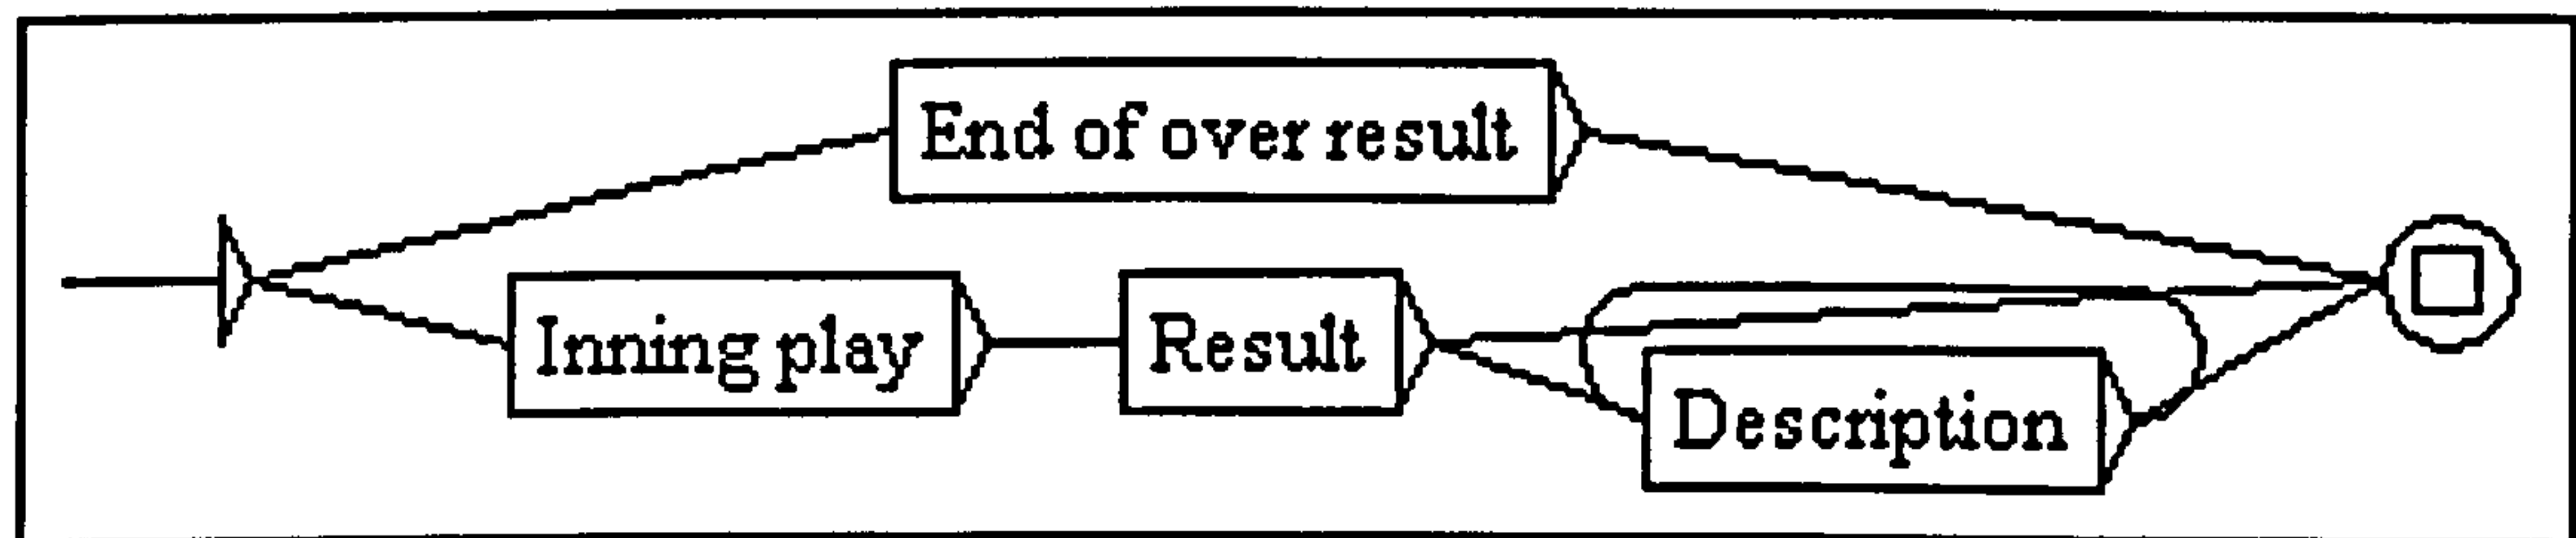 End of over result
Inning play
Result
Description